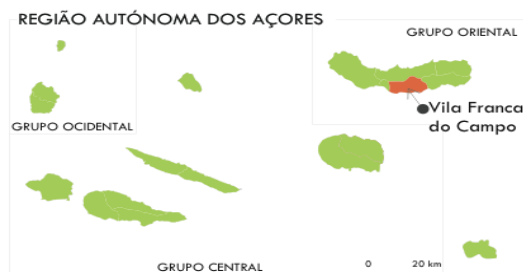 REGIÃO AUTÓNOMA DOS AÇORES
GRUPO ORIENTAL
Vila Franca
do Campo
GRUPO OCIDENTAL
0 20 km
GRUPO CENTRAL